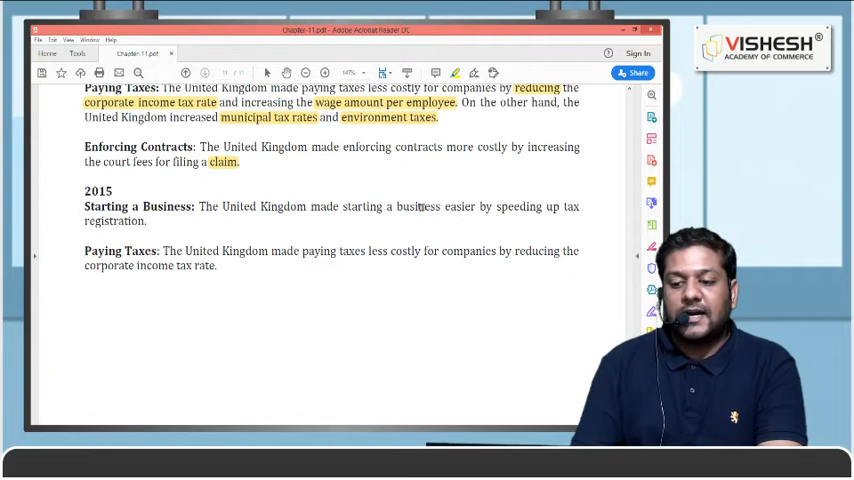 Chapter-11.pdf - Adobe Acrobat Reader DC
File Edit View Window Help
Home Tools Chapter-11.pdf × Sign In
11 / 11 147% Share
VISHESH®
ACADEMY OF COMMERCE
Paying Taxes: The United Kingdom made paying taxes less costly for companies by reducing the
corporate income tax rate and increasing the wage amount per employee. On the other hand, the
United Kingdom increased municipal tax rates and environment taxes.
Enforcing Contracts: The United Kingdom made enforcing contracts more costly by increasing
the court fees for filing a claim.
2015
Starting a Business: The United Kingdom made starting a business easier by speeding up tax
registration.
Paying Taxes: The United Kingdom made paying taxes less costly for companies by reducing the
corporate income tax rate.